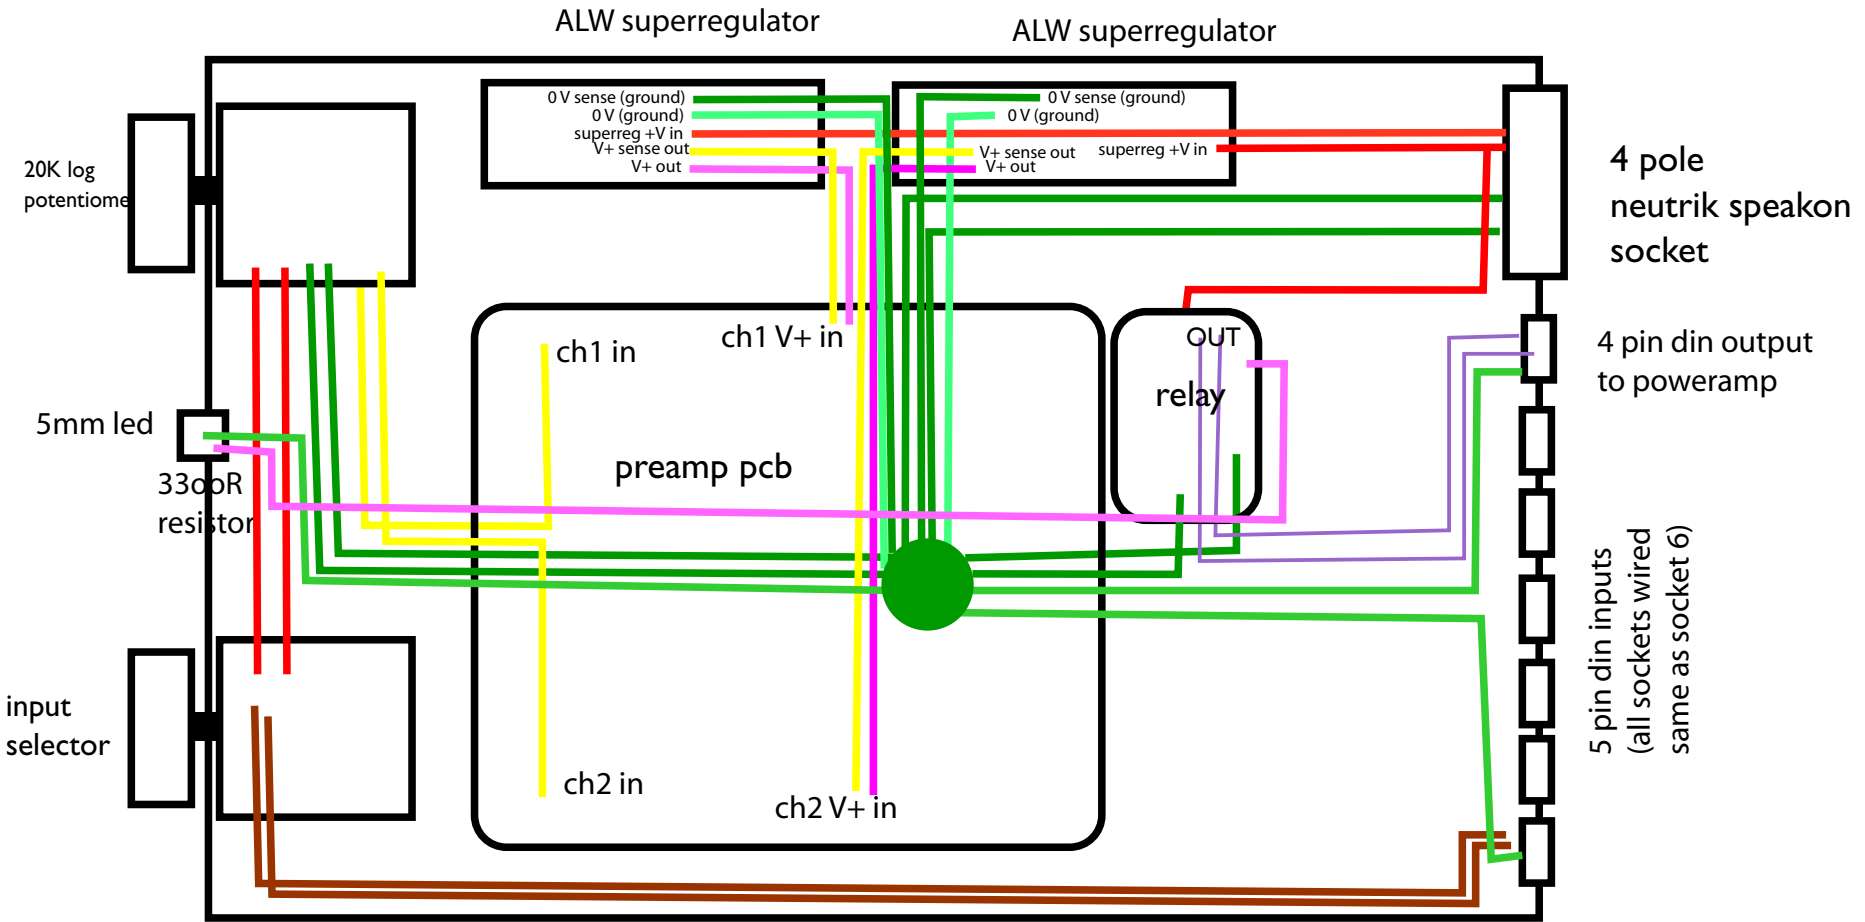 ALW superregulator
ALW superregulator
0 V sense (ground)
0 V (ground)
superreg +V in
V+ sense out
V+ out
0 V sense (ground)
0 V (ground)
V+ sense out
superreg +V in
V+ out
20K log
potentiome
4 pole
neutrik speakon
socket
ch1 in
ch1 V+ in
OUT
relay
4 pin din output
to poweramp
5mm led
33ooR
resistor
preamp pcb
5 pin din inputs
(all sockets wired
same as socket 6)
input
selector
ch2 in
ch2 V+ in